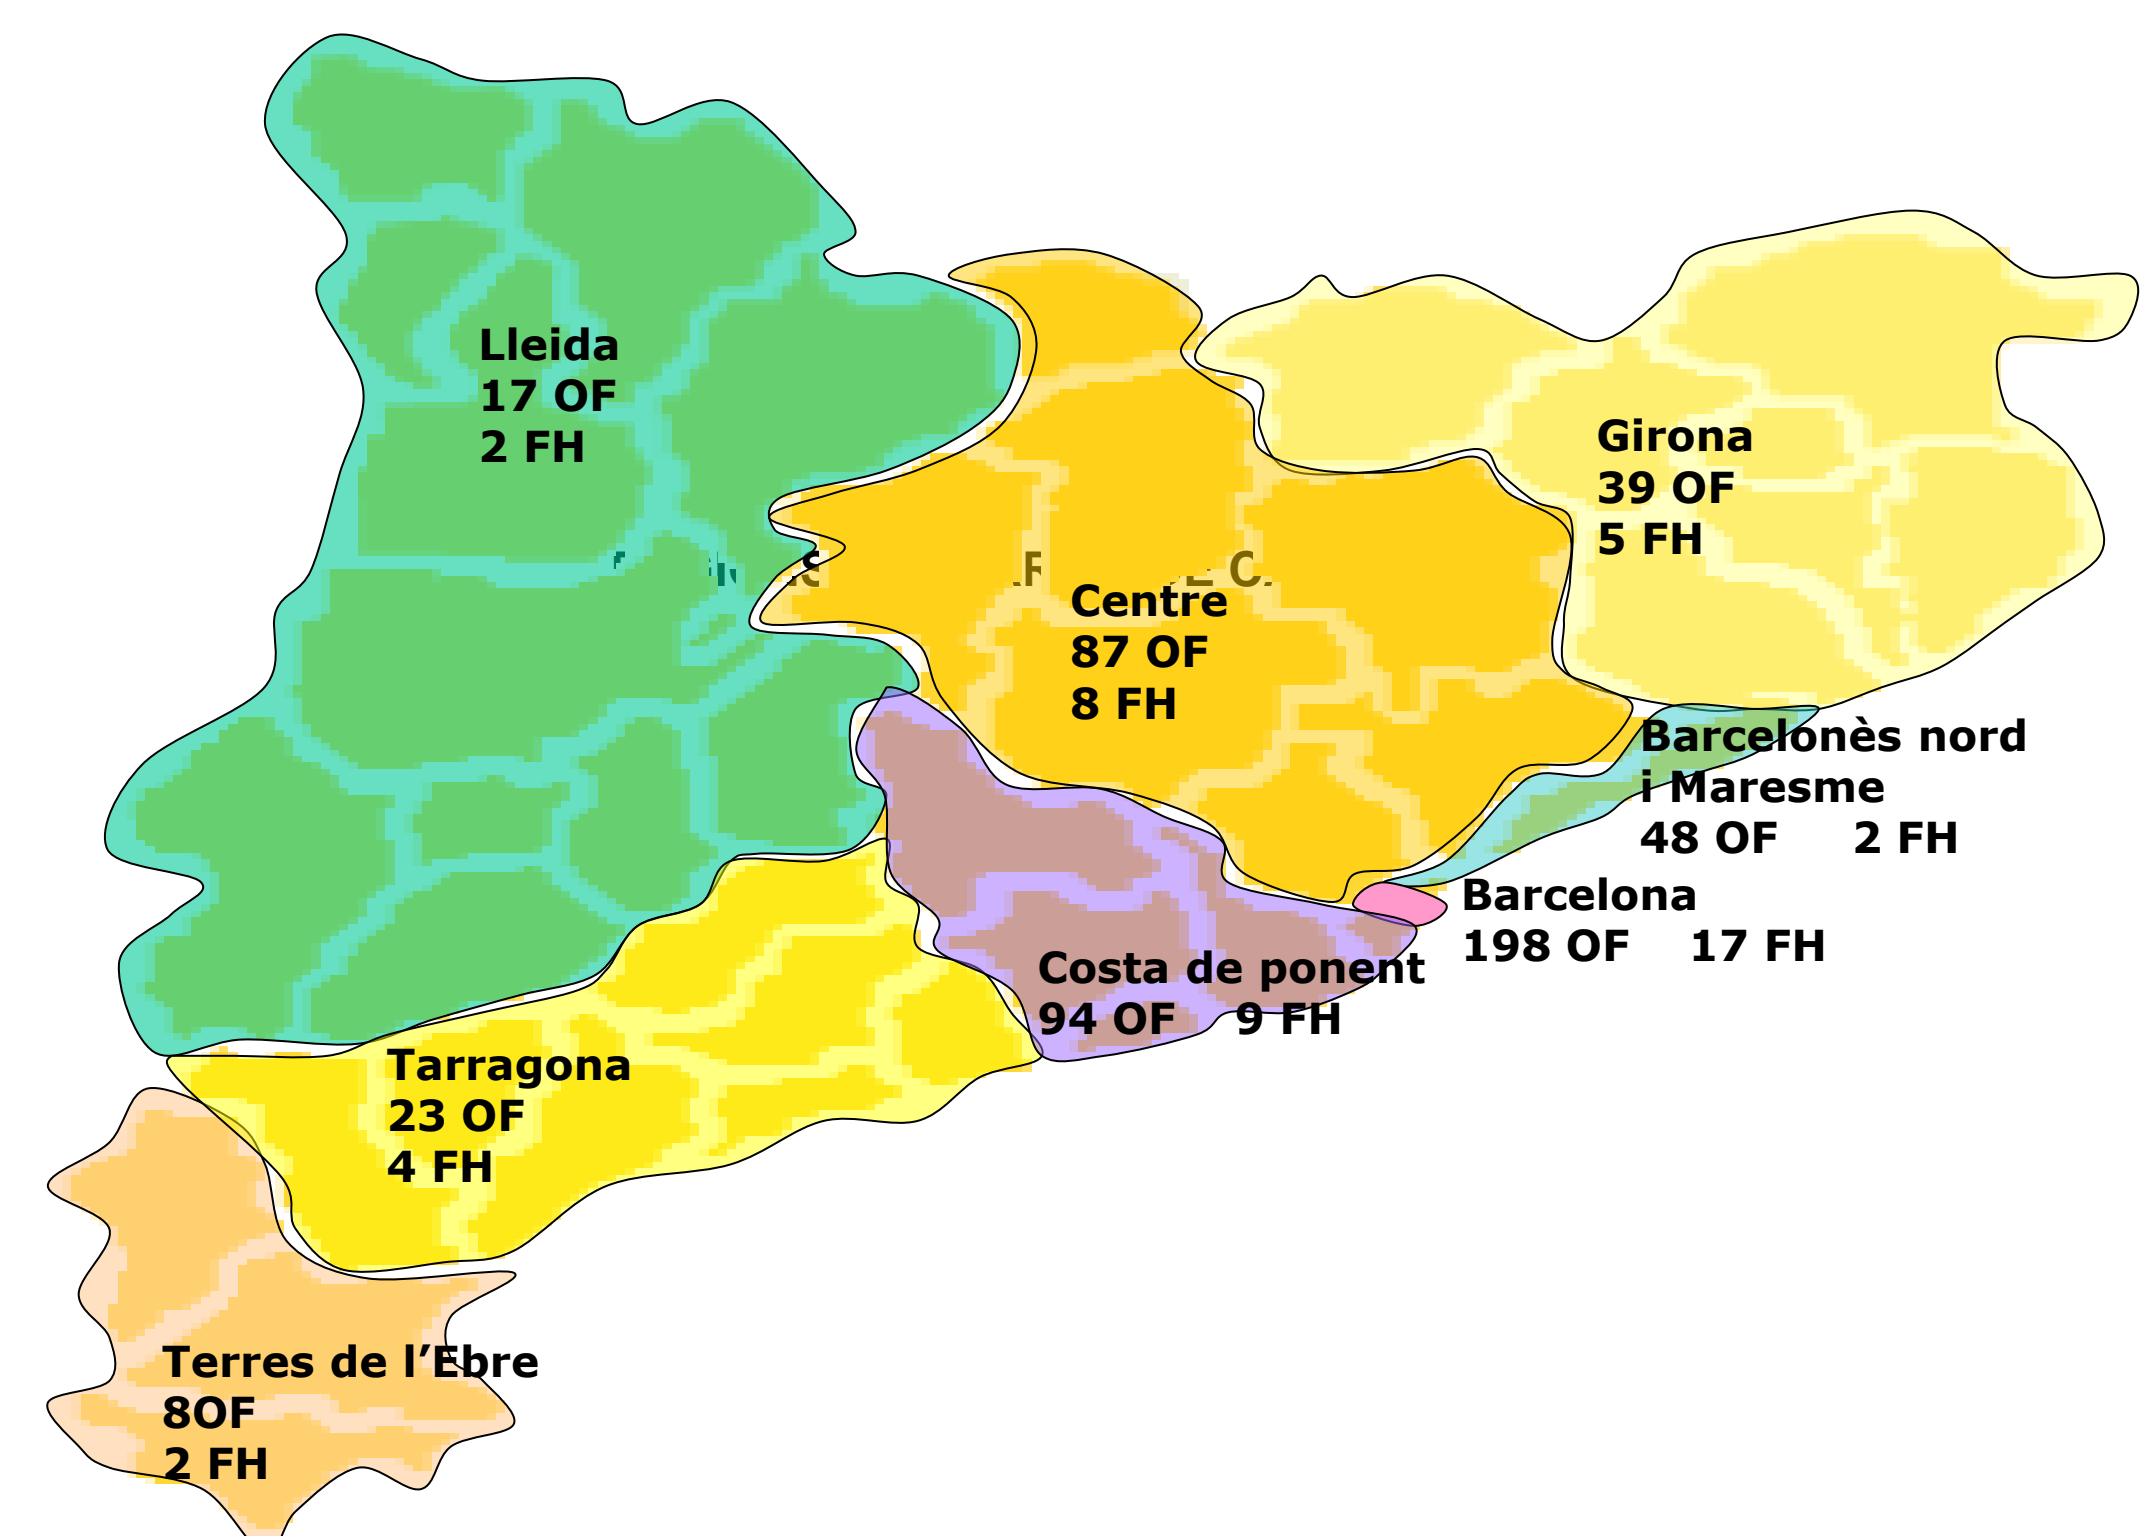 Lleida
17 OF
2 FH
Girona
39 OF
5 FH
Centre
87 OF
8 FH
Barcelonès nord
i Maresme
48 OF 2 FH
Barcelona
198 OF 17 FH
Costa de ponent
94 OF 9 FH
Tarragona
23 OF
4 FH
Terres de l’Ebre
8OF
2 FH